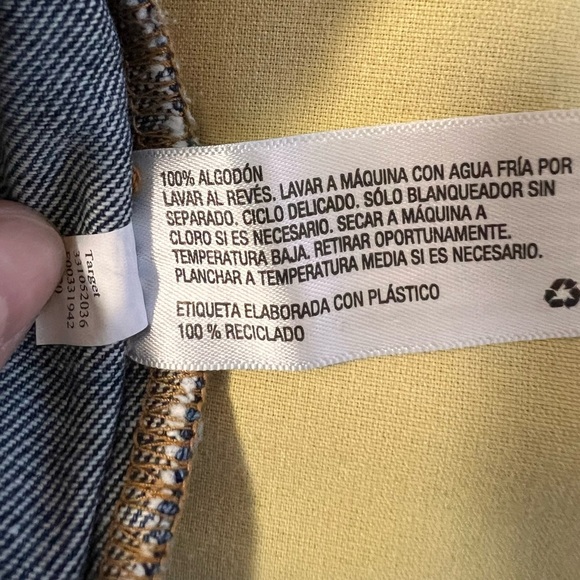 100% ALGODÓN
LAVAR AL REVÉS, LAVAR A MÁQUINA CON AGUA FRÍA POR
SEPARADO. CICLO DELICADO. SÓLO BLANQUEADOR SIN
CLORO SI ES NECESARIO. SECAR A MÁQUINA A
TEMPERATURA BAJA. RETIRAR OPORTUNAMENTE.
PLANCHAR A TEMPERATURA MEDIA SI ES NECESARIO.
ETIQUETA ELABORADA CON PLÁSTICO
100 % RECICLADO
Target
331052036